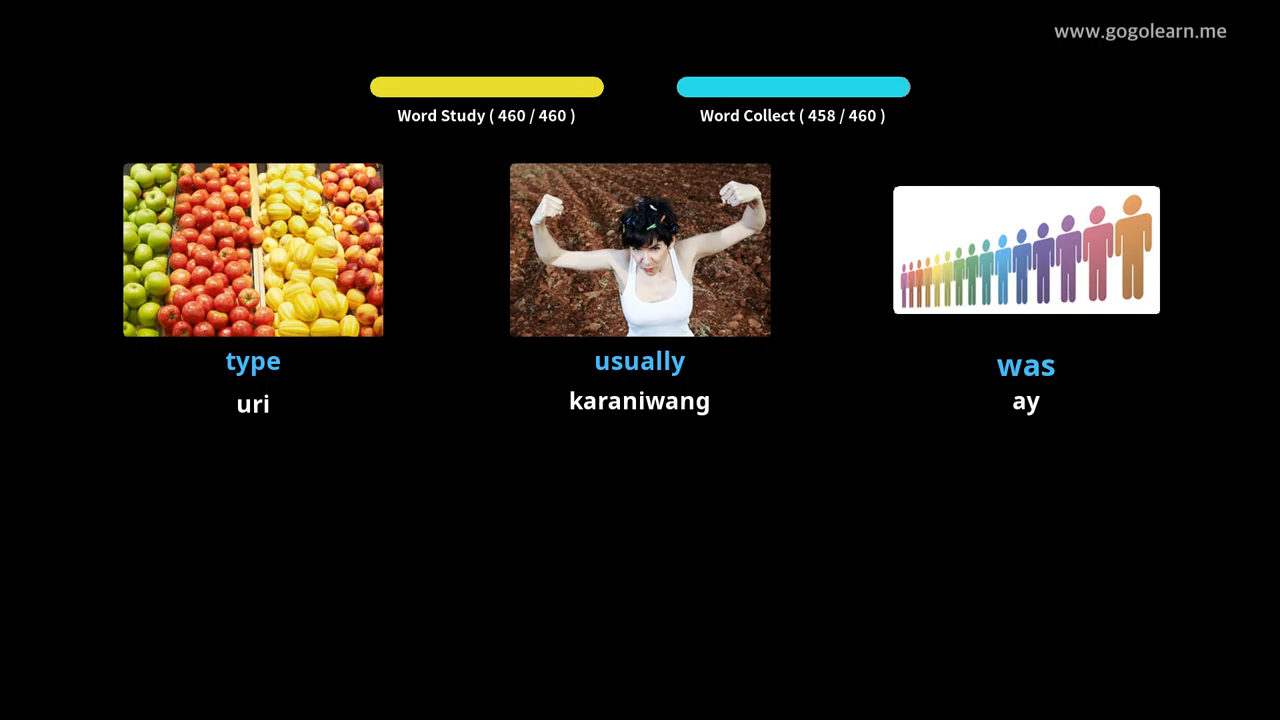 www.gogolearn.me
Word Study ( 460 / 460 )
Word Collect ( 458 / 460 )
type
usually
was
uri
karaniwang
ay